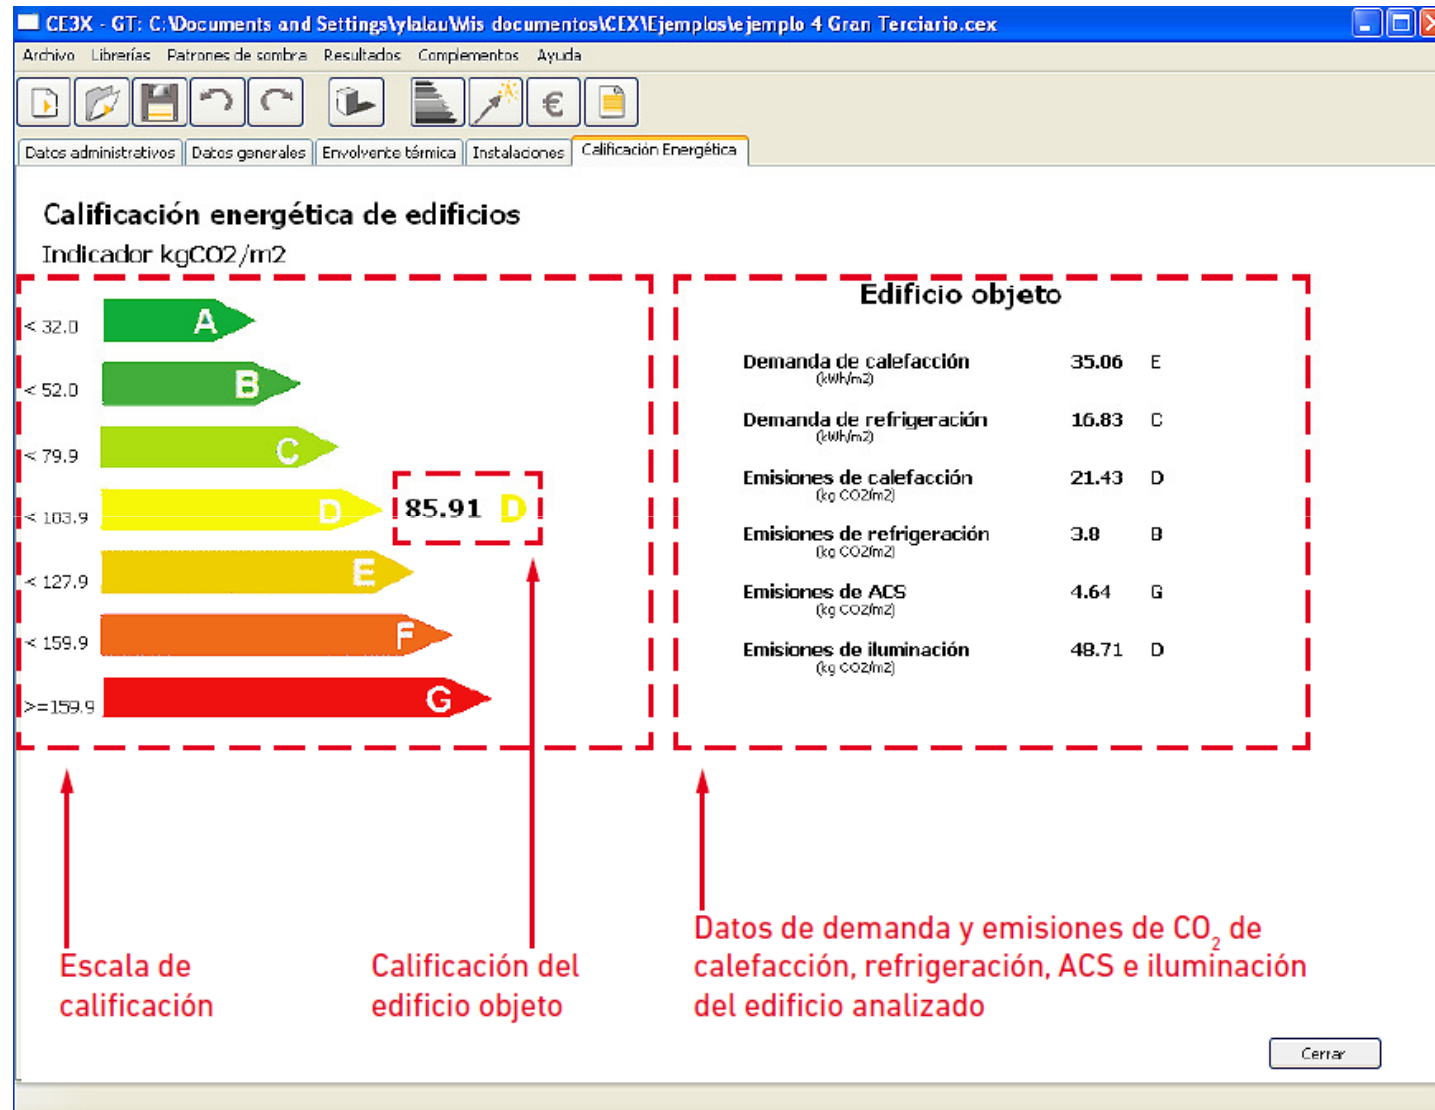 CE3X - GT: C:\Documents and Settings\ylalau\Mis documentos\CEX\Ejemplos\ejemplo 4 Gran Terciario.cex
Archivo Librerías Patrones de sombra Resultados Complementos Ayuda
€
Datos administrativos Datos generales Envolvente térmica Instalaciones Calificación Energética
Calificación energética de edificios
Indicador kgCO2/m2
< 32.0 A
< 52.0 B
< 79.9 C
< 103.9 D 85.91 D
< 127.9 E
< 159.9 F
>=159.9 G
Edificio objeto
Demanda de calefacción 35.06 E
(kWh/m2)
Demanda de refrigeración 16.83 C
(kWh/m2)
Emisiones de calefacción 21.43 D
(kg CO2/m2)
Emisiones de refrigeración 3.8 B
(kg CO2/m2)
Emisiones de ACS 4.64 G
(kg CO2/m2)
Emisiones de iluminación 48.71 D
(kg CO2/m2)
Escala de
calificación
Calificación del
edificio objeto
Datos de demanda y emisiones de CO₂ de
calefacción, refrigeración, ACS e iluminación
del edificio analizado
Cerrar